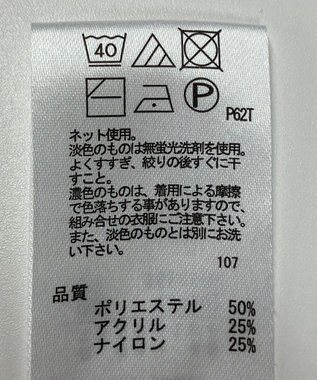 40
P
P62T
ネット使用。
淡色のものは無蛍光洗剤を使用。
よくすすぎ、絞りの後すぐに干
すこと。
濃色のものは、着用による摩擦
で色落ちする事がありますので、
組み合せの衣服にご注意下さい。
また、淡色のものとは別にお洗
い下さい。
107
品質
ポリエステル 50%
アクリル 25%
ナイロン 25%